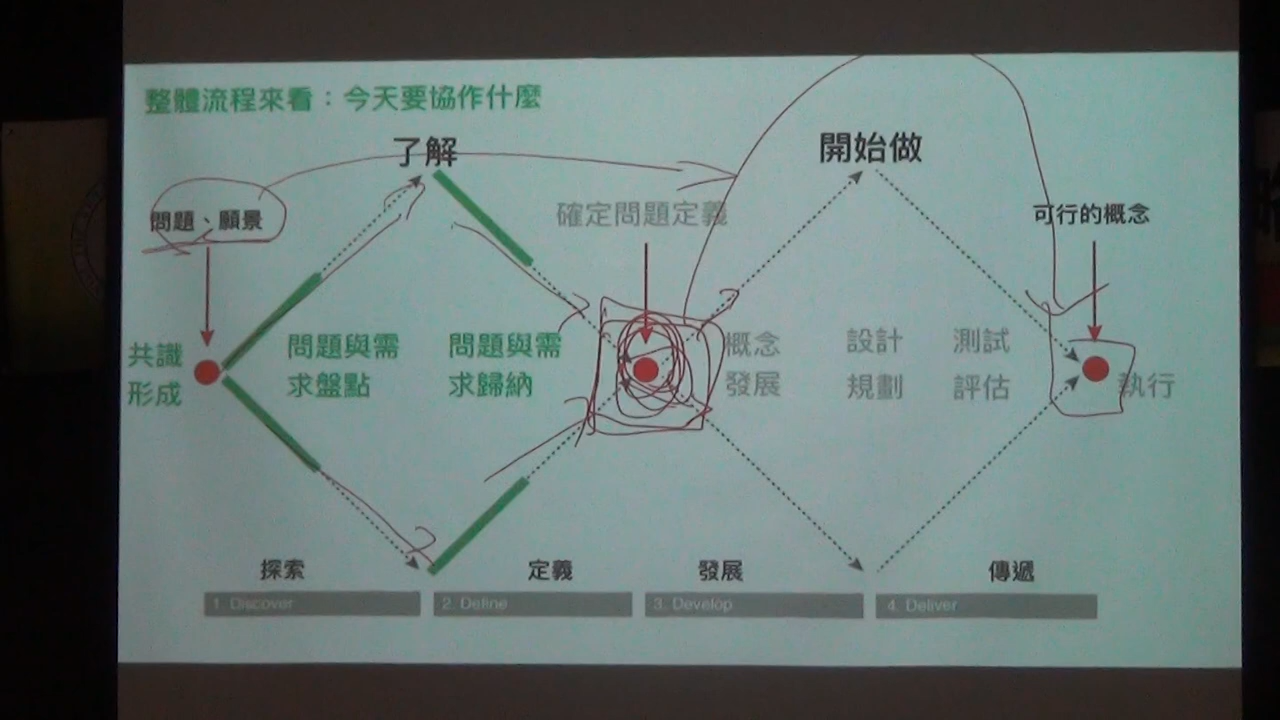 整體流程來看：今天要協作什麼
了解
開始做
問題、願景
確定問題定義
可行的概念
共識
形成
問題與需
求盤點
問題與需
求歸納
概念
發展
設計
規劃
測試
評估
執行
探索
定義
發展
傳遞
1. Discover
2. Define
3. Develop
4. Deliver